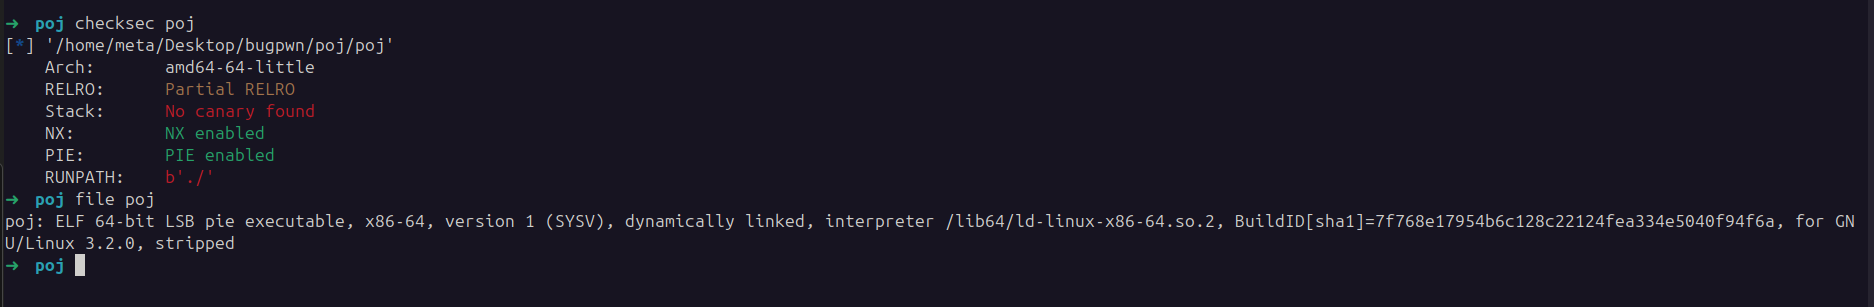 ➜ poj checksec poj
[*] '/home/meta/Desktop/bugpwn/poj/poj'
    Arch:       amd64-64-little
    RELRO:      Partial RELRO
    Stack:      No canary found
    NX:         NX enabled
    PIE:        PIE enabled
    RUNPATH:    b'./'
➜ poj file poj
poj: ELF 64-bit LSB pie executable, x86-64, version 1 (SYSV), dynamically linked, interpreter /lib64/ld-linux-x86-64.so.2, BuildID[sha1]=7f768e17954b6c128c22124fea334e5040f94f6a, for GN
U/Linux 3.2.0, stripped
➜ poj